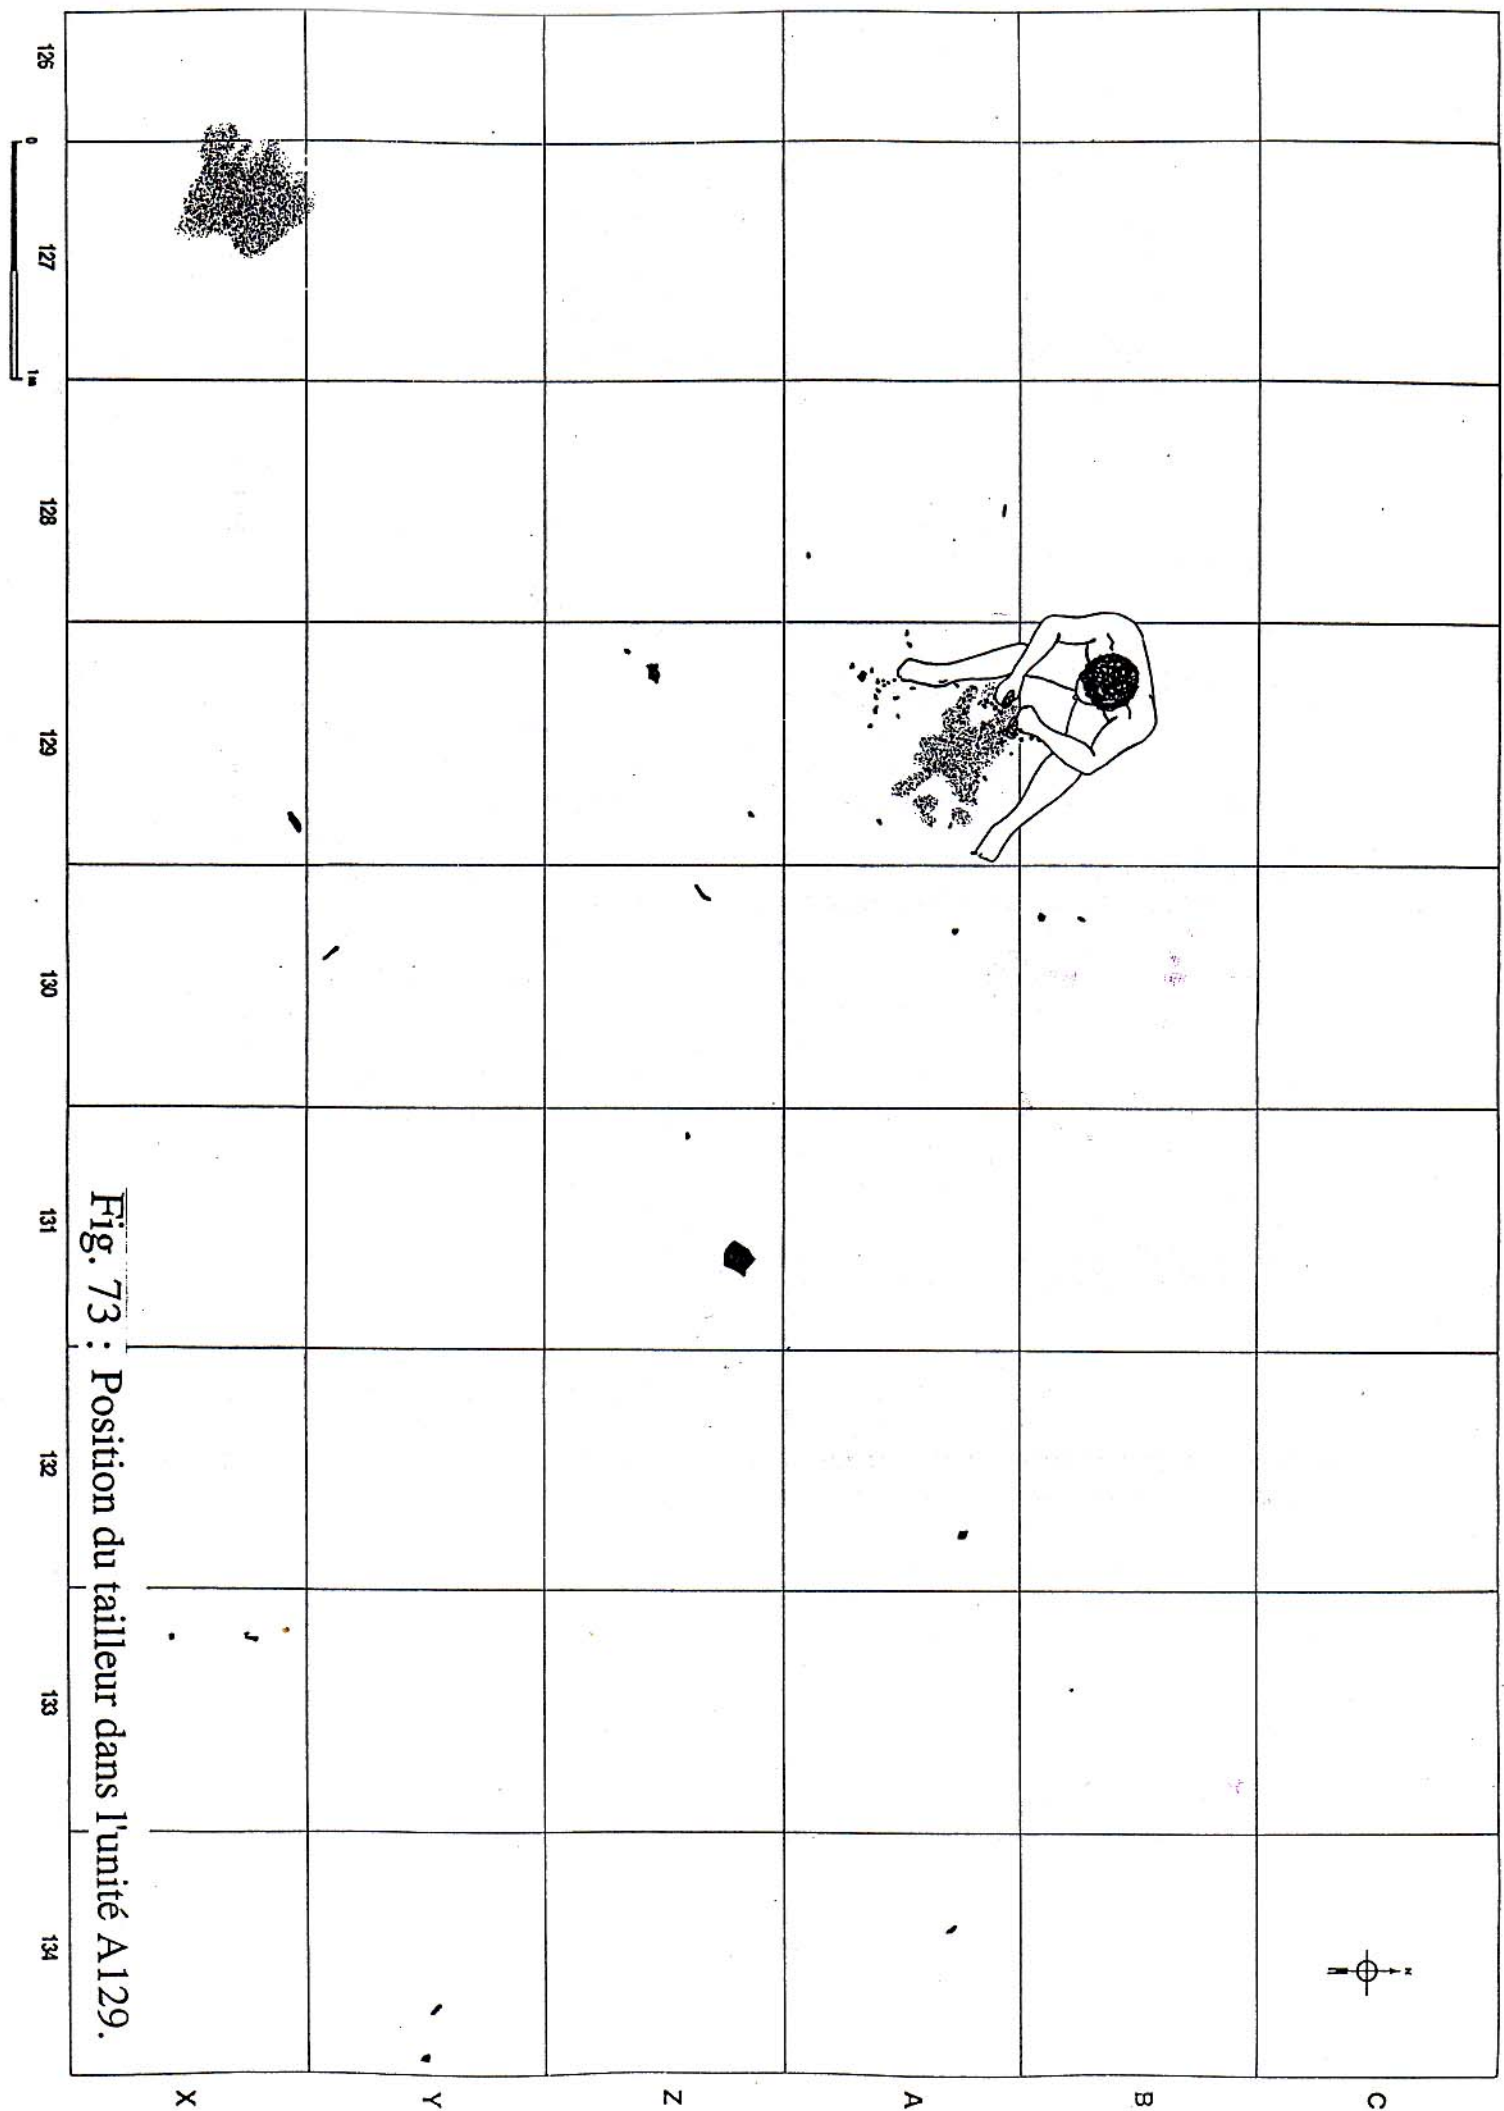 C
B
A
Z
Y
X
126
127
128
129
130
131
132
133
134
0
1m
N
Fig. 73 : Position du tailleur dans l'unité A129.